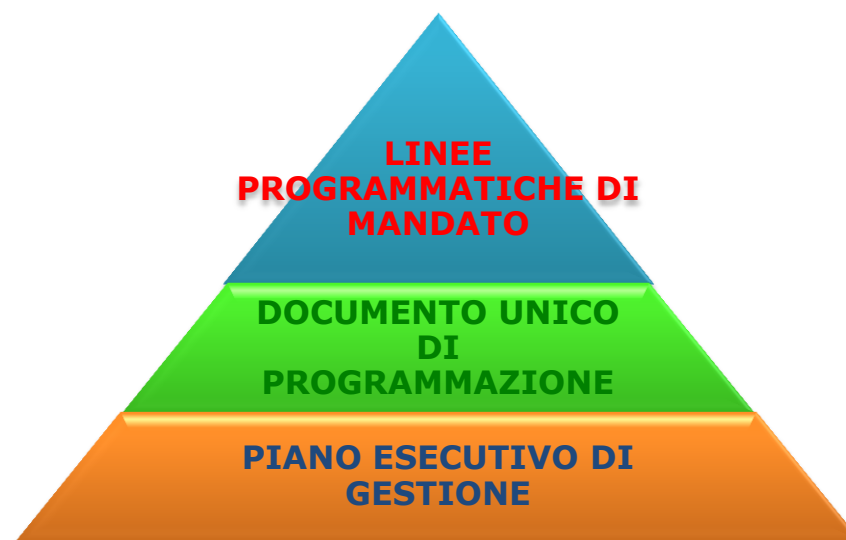 LINEE
PROGRAMMATICHE DI
MANDATO
DOCUMENTO UNICO
DI
PROGRAMMAZIONE
PIANO ESECUTIVO DI
GESTIONE